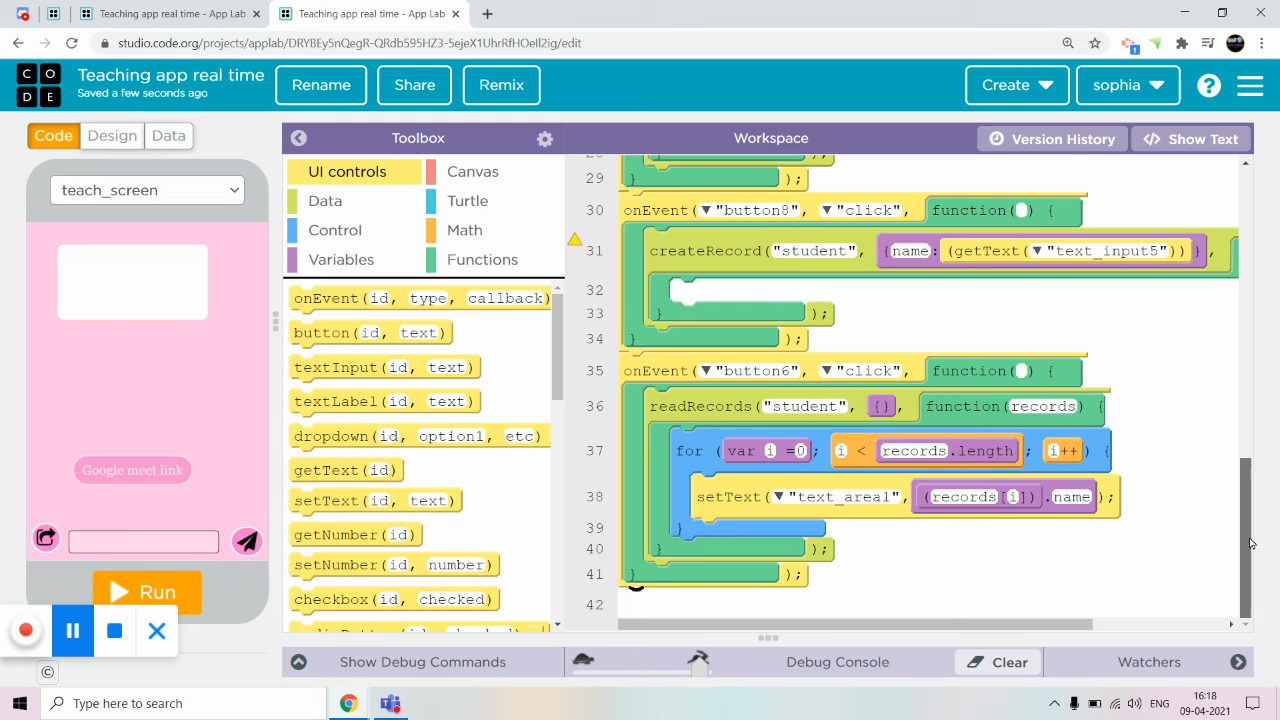 Teaching app real time - App Lab
Teaching app real time - App Lab
studio.code.org/projects/applab/DRYBEy5nQegR-QRdb595HZ3-5ejeX1UhrRfHOell2ig/edit
C O D E
Teaching app real time
Saved a few seconds ago
Rename
Share
Remix
Create
sophia
?
Code
Design
Data
Toolbox
Workspace
Version History
Show Text
teach_screen
UI controls
Canvas
Data
Turtle
Control
Math
Variables
Functions
onEvent(id, type, callback)
button(id, text)
textInput(id, text)
textLabel(id, text)
dropdown(id, option1, etc)
getText(id)
setText(id, text)
getNumber(id)
setNumber(id, number)
checkbox(id, checked)
29 } );
30 onEvent( ▼"button8", ▼"click", function( ) {
31 createRecord("student", {name:(getText( ▼"text_input5"))},
32
33 } );
34 } );
35 onEvent( ▼"button6", ▼"click", function( ) {
36 readRecords("student", {}, function(records) {
37 for (var i =0; i < records.length; i++) {
38 setText( ▼"text_area1", (records[i]).name);
39 }
40 } );
41 } );
42
Google meet link
Run
©
Show Debug Commands
Debug Console
Clear
Watchers
Type here to search
ENG
16:18
09-04-2021